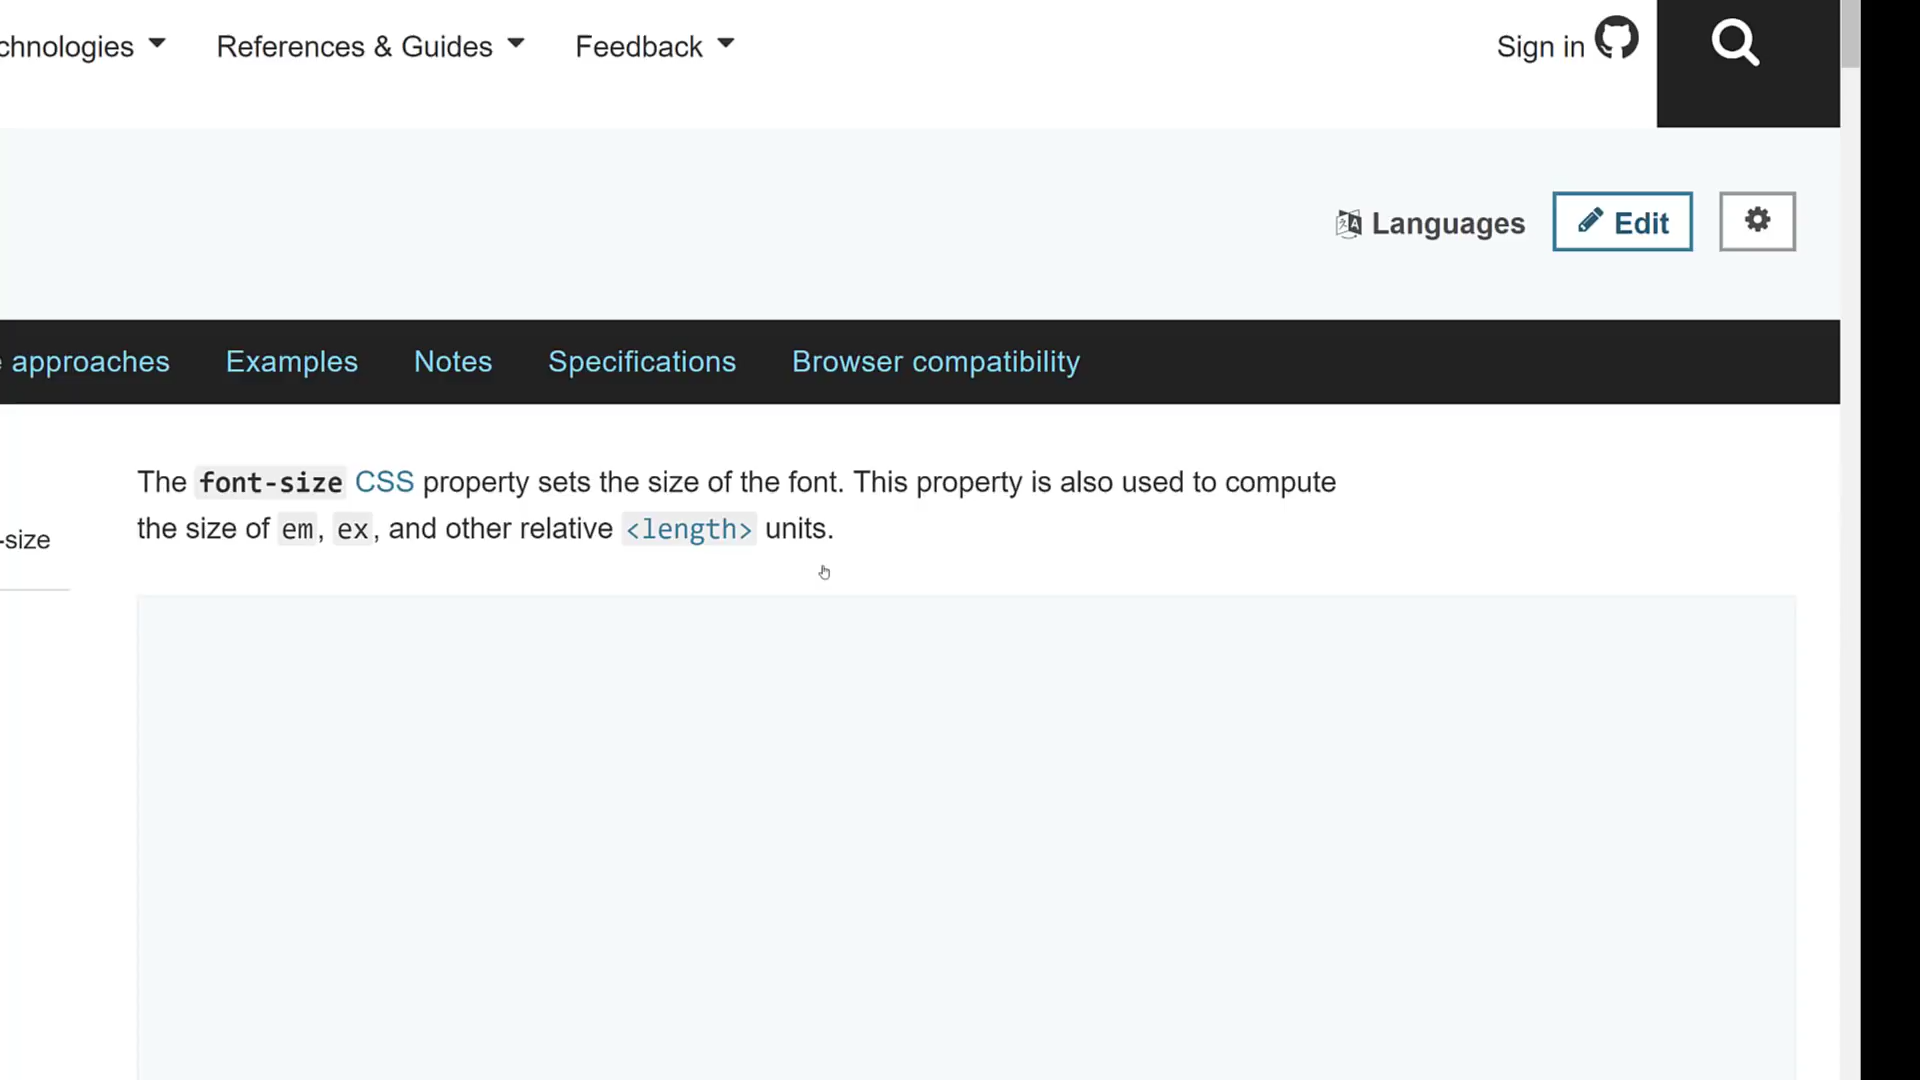 References & Guides
Feedback
Sign in
Languages
Edit
approaches
Examples
Notes
Specifications
Browser compatibility
The font-size CSS property sets the size of the font. This property is also used to compute
the size of em, ex, and other relative <length> units.
-size